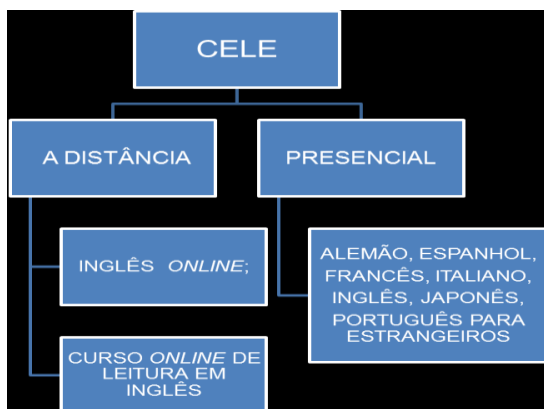 CELE
A DISTÂNCIA
PRESENCIAL
INGLÊS ONLINE;
CURSO ONLINE DE
LEITURA EM
INGLÊS
ALEMÃO, ESPANHOL,
FRANCÊS, ITALIANO,
INGLÊS, JAPONÊS,
PORTUGUÊS PARA
ESTRANGEIROS